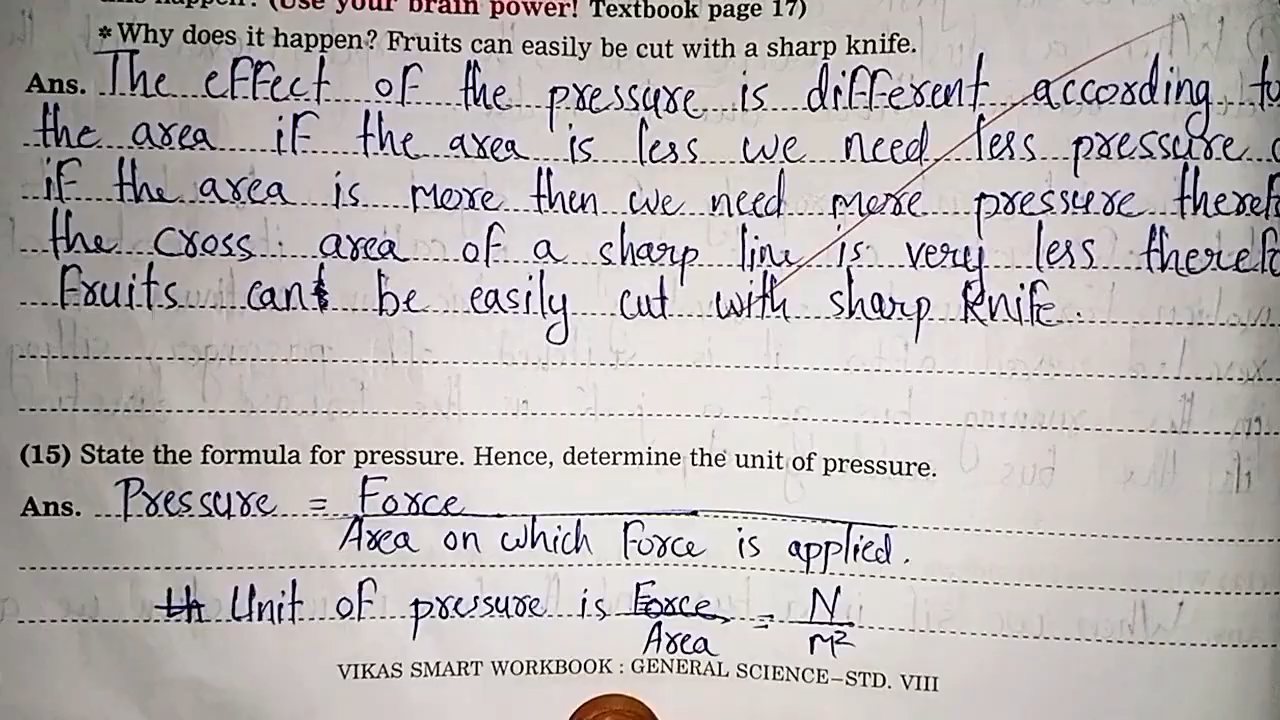 (Use your brain power! Textbook page 17)
*Why does it happen? Fruits can easily be cut with a sharp knife.
Ans. The effect of the pressure is different according to
the area if the area is less we need less pressure
if the area is more then we need more pressure theref
the cross area of a sharp line is very less theref
Fruits can be easily cut with sharp knife.
(15) State the formula for pressure. Hence, determine the unit of pressure.
Ans. Pressure = Force
Area on which Force is applied.
Unit of pressure is Force = N
Area m²
VIKAS SMART WORKBOOK : GENERAL SCIENCE–STD. VIII